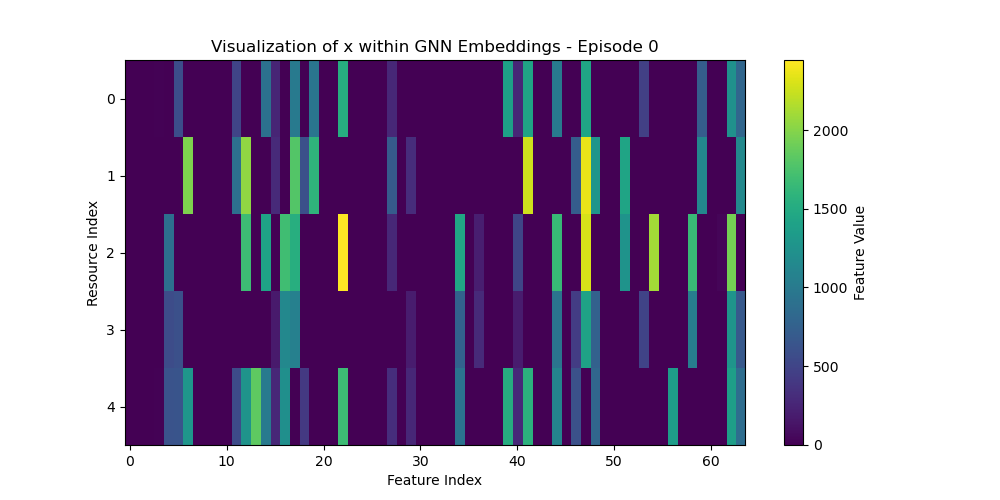 Visualization of x within GNN Embeddings - Episode 0
Resource Index
0
1
2
3
4
0 10 20 30 40 50 60
Feature Index
2000
1500
1000
500
0
Feature Value